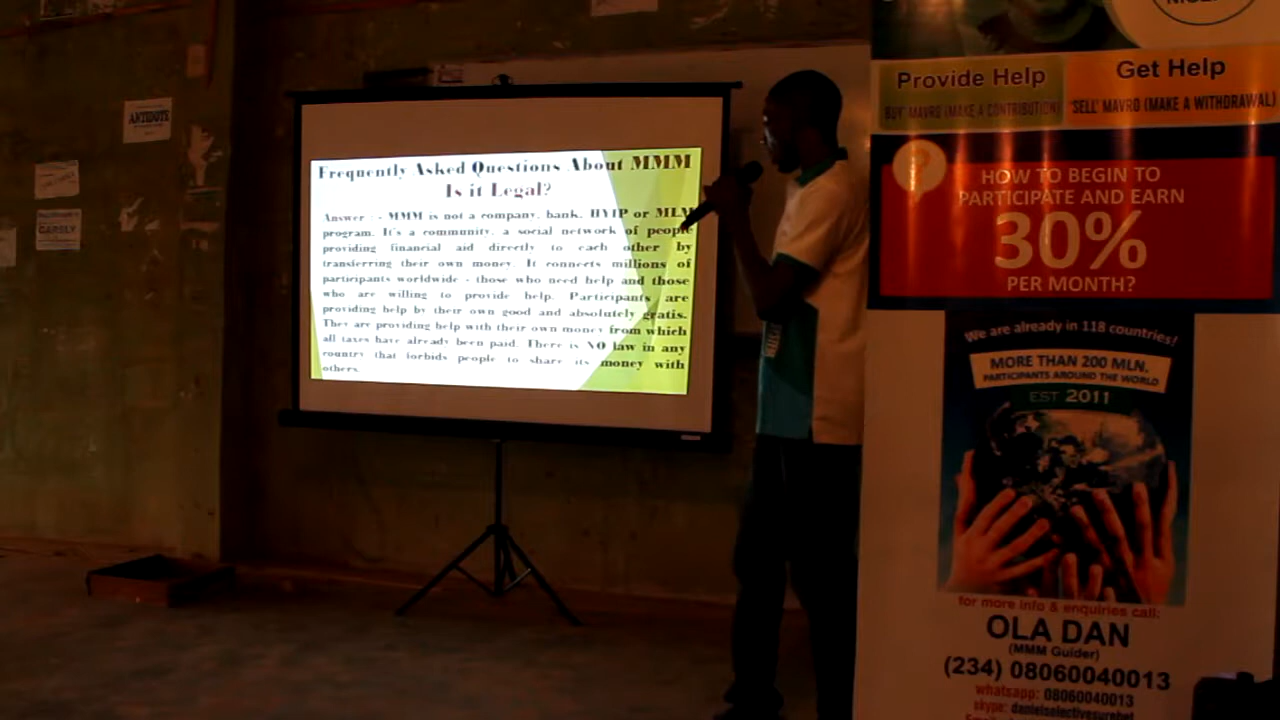 ANTIDOTE
GARSLY
Frequently Asked Questions About MMM
Is it Legal?
Answer : - MMM is not a company, bank, HYIP or MLM
program. It's a community, a social network of people
providing financial aid directly to each other by
transferring their own money. It connects millions of
participants worldwide - those who need help and those
who are willing to provide help. Participants are
providing help by their own good and absolutely gratis.
They are providing help with their own money from which
all taxes have already been paid. There is NO law in any
country that forbids people to share its money with
others.
Provide Help
'BUY' MAVRO (MAKE A CONTRIBUTION)
Get Help
'SELL' MAVRO (MAKE A WITHDRAWAL)
?
HOW TO BEGIN TO
PARTICIPATE AND EARN
30%
PER MONTH?
We are already in 118 countries!
MORE THAN 200 MLN.
PARTICIPANTS AROUND THE WORLD
EST 2011
for more info & enquiries call:
OLA DAN
(MMM Guider)
(234) 08060040013
whatsapp: 08060040013
skype: